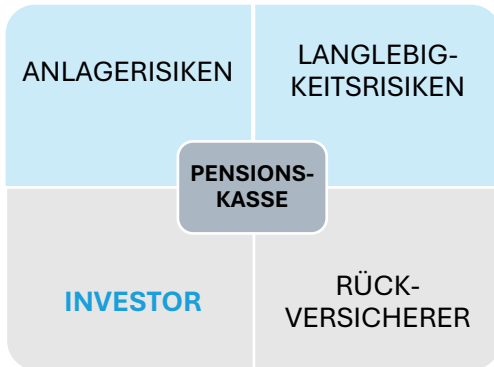 ANLAGERISIKEN
LANGLEBIG-
KEITSRISIKEN
PENSIONS-
KASSE
INVESTOR
RÜCK-
VERSICHERER